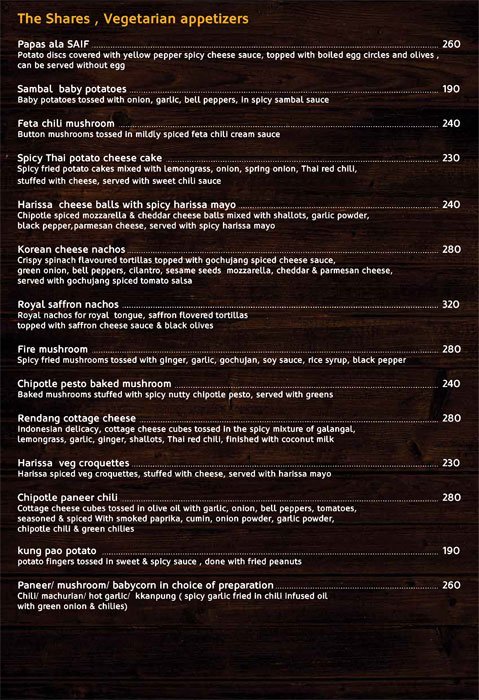 The Shares , Vegetarian appetizers
Papas ala SAIF 260
Potato discs covered with yellow pepper spicy cheese sauce, topped with boiled egg circles and olives ,
can be served without egg
Sambal baby potatoes 190
Baby potatoes tossed with onion, garlic, bell peppers, in spicy sambal sauce
Feta chili mushroom 240
Button mushrooms tossed in mildly spiced feta chili cream sauce
Spicy Thai potato cheese cake 230
Spicy fried potato cakes mixed with lemongrass, onion, spring onion, Thai red chili,
stuffed with cheese, served with sweet chili sauce
Harissa cheese balls with spicy harissa mayo 240
Chipotle spiced mozzarella & cheddar cheese balls mixed with shallots, garlic powder,
black pepper,parmesan cheese, served with spicy harissa mayo
Korean cheese nachos 280
Crispy spinach flavoured tortillas topped with gochujang spiced cheese sauce,
green onion, bell peppers, cilantro, sesame seeds mozzarella, cheddar & parmesan cheese,
served with gochujang spiced tomato salsa
Royal saffron nachos 320
Royal nachos for royal tongue, saffron flovered tortillas
topped with saffron cheese sauce & black olives
Fire mushroom 280
Spicy fried mushrooms tossed with ginger, garlic, gochujan, soy sauce, rice syrup, black pepper
Chipotle pesto baked mushroom 240
Baked mushrooms stuffed with spicy nutty chipotle pesto, served with greens
Rendang cottage cheese 280
Indonesian delicacy, cottage cheese cubes tossed in the spicy mixture of galangal,
lemongrass, garlic, ginger, shallots, Thai red chili, finished with coconut milk
Harissa veg croquettes 230
Harissa spiced veg croquettes, stuffed with cheese, served with harissa mayo
Chipotle paneer chili 280
Cottage cheese cubes tossed in olive oil with garlic, onion, bell peppers, tomatoes,
seasoned & spiced With smoked paprika, cumin, onion powder, garlic powder,
chipotle chili & green chilies
kung pao potato 190
potato fingers tossed in sweet & spicy sauce , done with fried peanuts
Paneer/ mushroom/ babycorn in choice of preparation 260
Chili/ machurian/ hot garlic/ kkanpung ( spicy garlic fried in chili infused oil
with green onion & chilies)